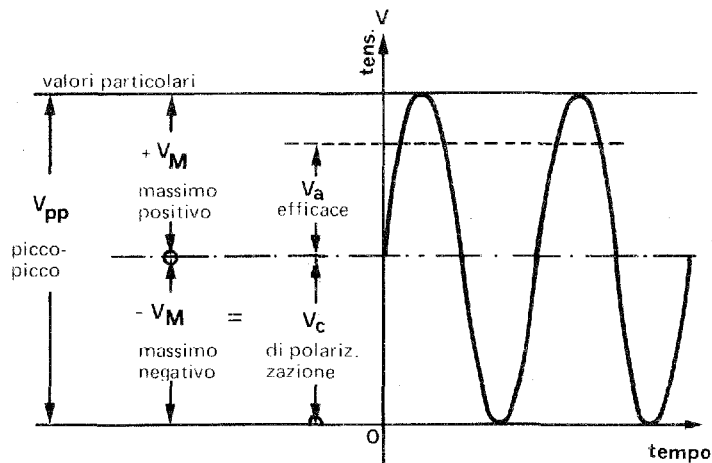 tens. V
valori particolari
+ VM
massimo
positivo
Vpp
picco-
picco
Va
efficace
- VM = Vc
massimo
negativo
di polariz.
zazione
O
tempo